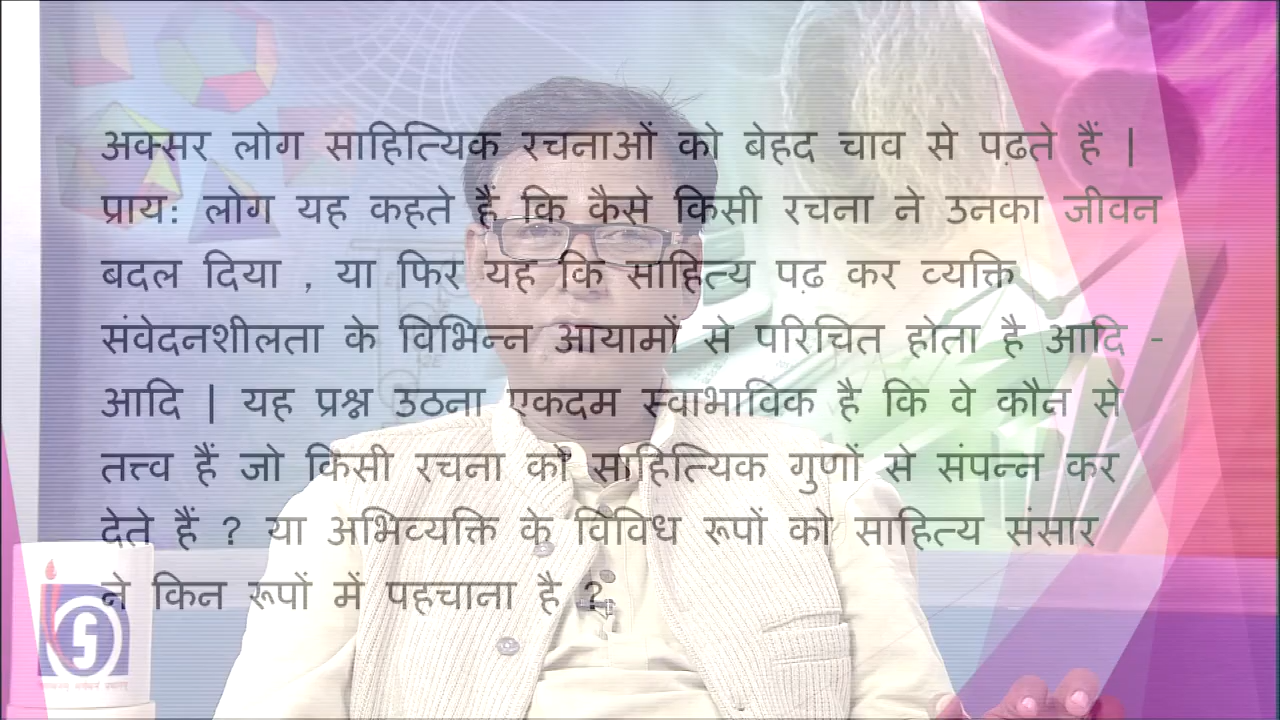 अक्सर लोग साहित्यिक रचनाओं को बेहद चाव से पढ़ते हैं |
प्राय: लोग यह कहते हैं कि कैसे किसी रचना ने उनका जीवन
बदल दिया , या फिर यह कि साहित्य पढ़ कर व्यक्ति
संवेदनशीलता के विभिन्न आयामों से परिचित होता है आदि -
आदि | यह प्रश्न उठना एकदम स्वाभाविक है कि वे कौन से
तत्त्व हैं जो किसी रचना को साहित्यिक गुणों से संपन्न कर
देते हैं ? या अभिव्यक्ति के विविध रूपों को साहित्य संसार
ने किन रूपों में पहचाना है ?